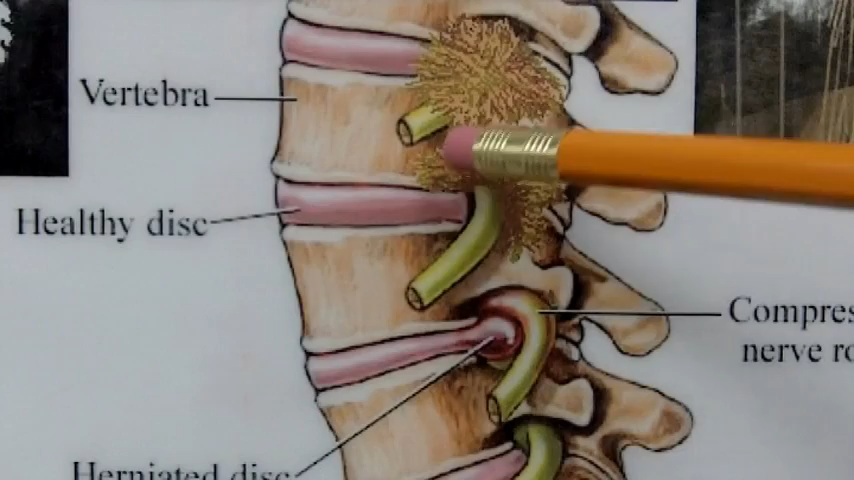 Vertebra
Healthy disc
Compres
nerve ro
Herniated disc